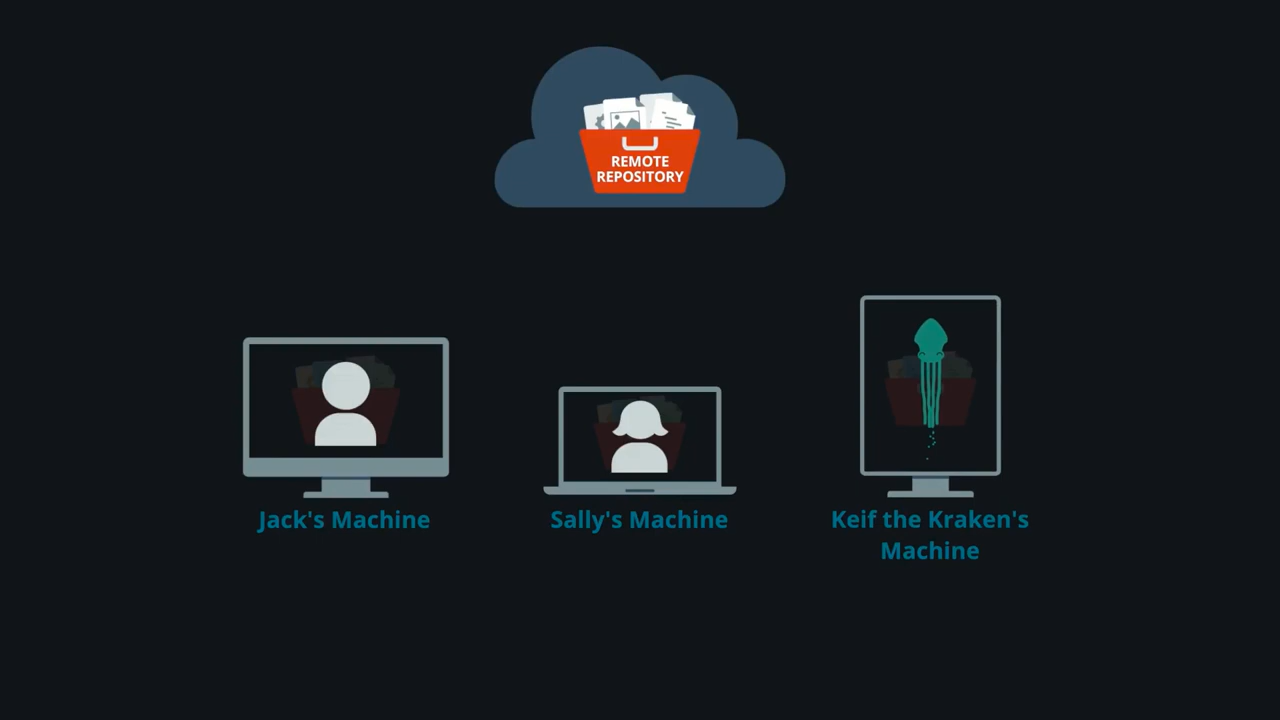 REMOTE
REPOSITORY
Jack's Machine
Sally's Machine
Keif the Kraken's
Machine